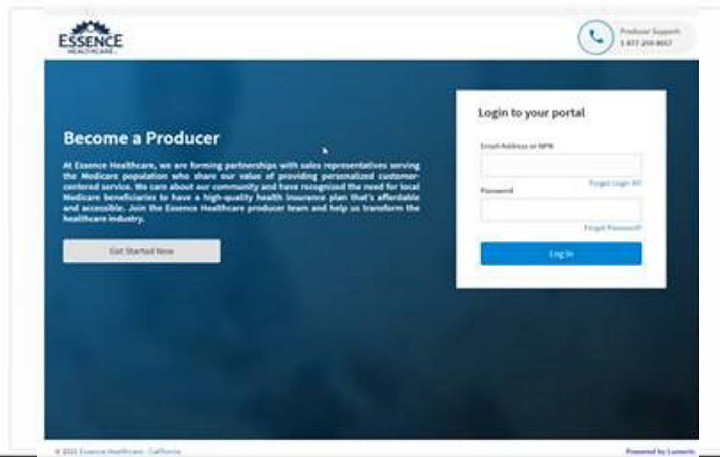 ESSENCE
HEALTHCARE
Producer Support:
Become a Producer
At Essence Healthcare, we are forming partnerships with sales representatives serving
the Medicare population who share our value of providing personalized customer-
centered service. We care about our community and have recognized the need for local
Medicare beneficiaries to have a high-quality health insurance plan that's affordable
and accessible. Join the Essence Healthcare producer team and help us transform the
healthcare industry.
Get Started Now
Login to your portal
Email Address or NPN
Forgot Login ID?
Password
Forgot Password?
Log In
Essence Healthcare - California
Powered by Lumeris